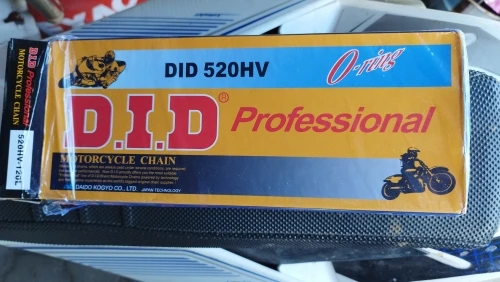 D.I.D Professional
MOTORCYCLE CHAIN
520HV-120L
DID 520HV
O-ring
D.I.D® Professional
MOTORCYCLE CHAIN
DAIDO KOGYO CO., LTD. JAPAN TECHNOLOGY